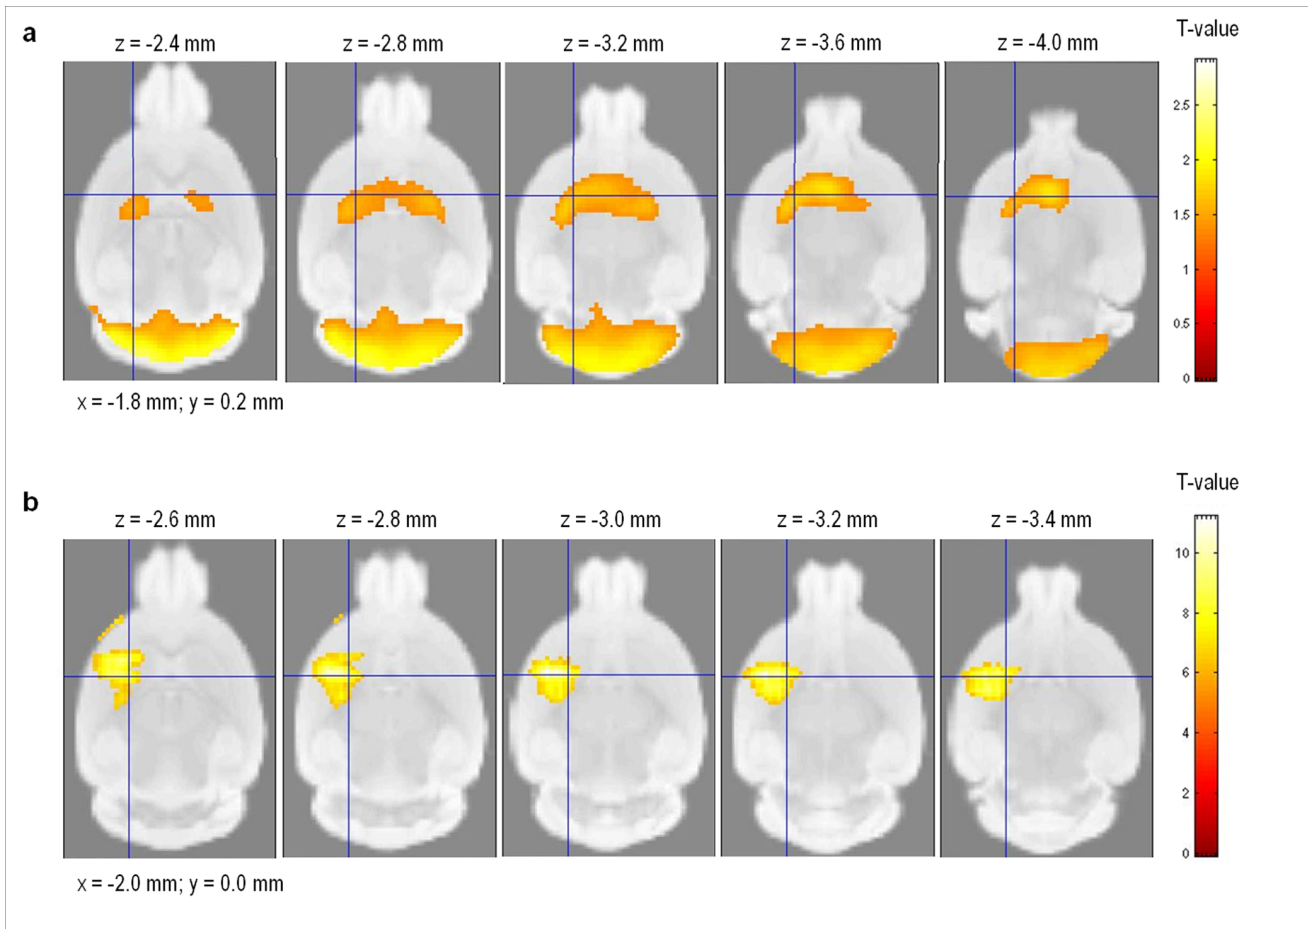 a
z = -2.4 mm
z = -2.8 mm
z = -3.2 mm
z = -3.6 mm
z = -4.0 mm
T-value
2.5
2
1.5
1
0.5
0
x = -1.8 mm; y = 0.2 mm
b
z = -2.6 mm
z = -2.8 mm
z = -3.0 mm
z = -3.2 mm
z = -3.4 mm
T-value
10
8
6
4
2
0
x = -2.0 mm; y = 0.0 mm